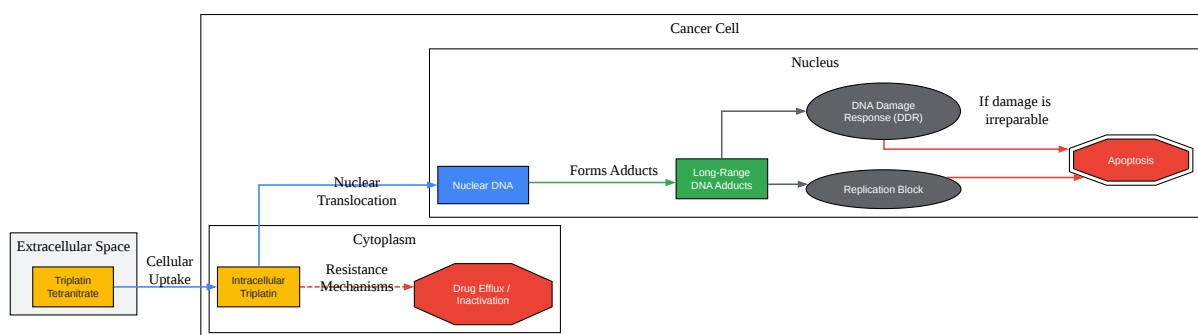 Cancer Cell
Nucleus
DNA Damage
Response (DDR)
If damage is
irreparable
Apoptosis
Nuclear DNA
Forms Adducts
Long-Range
DNA Adducts
Replication Block
Nuclear
Translocation
Cytoplasm
Extracellular Space
Triplatin
Tetranitrate
Cellular
Uptake
Intracellular
Triplatin
Resistance
Mechanisms
Drug Efflux /
Inactivation